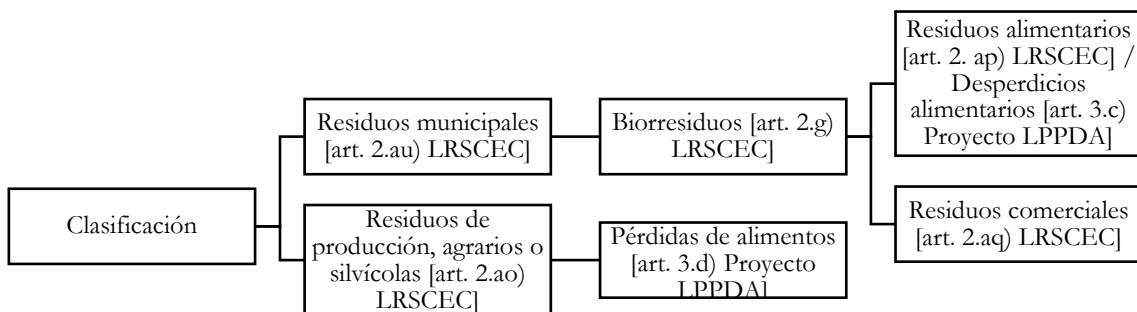 Clasificación
Residuos municipales
[art. 2.au) LRSCEC]
Biorresiduos [art. 2.g)
LRSCEC]
Residuos alimentarios
[art. 2. ap) LRSCEC] /
Desperdicios
alimentarios [art. 3.c)
Proyecto LPPDA]
Residuos comerciales
[art. 2.aq) LRSCEC]
Residuos de
producción, agrarios o
silvícolas [art. 2.ao)
LRSCEC]
Pérdidas de alimentos
[art. 3.d) Proyecto
LPPDA]